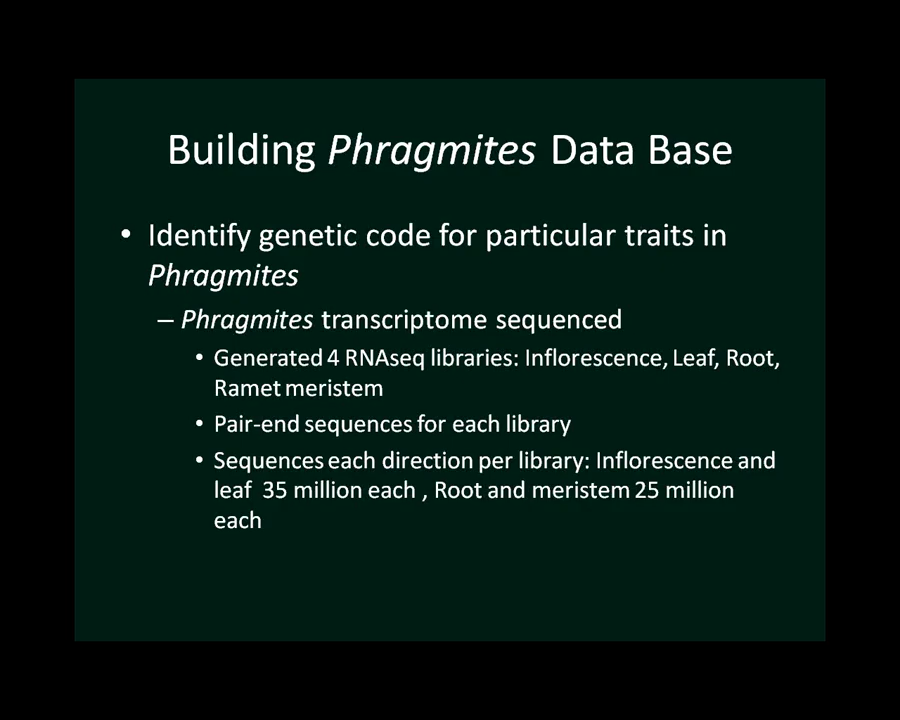 Building Phragmites Data Base
• Identify genetic code for particular traits in
Phragmites
– Phragmites transcriptome sequenced
• Generated 4 RNAseq libraries: Inflorescence, Leaf, Root,
Ramet meristem
• Pair-end sequences for each library
• Sequences each direction per library: Inflorescence and
leaf 35 million each , Root and meristem 25 million
each